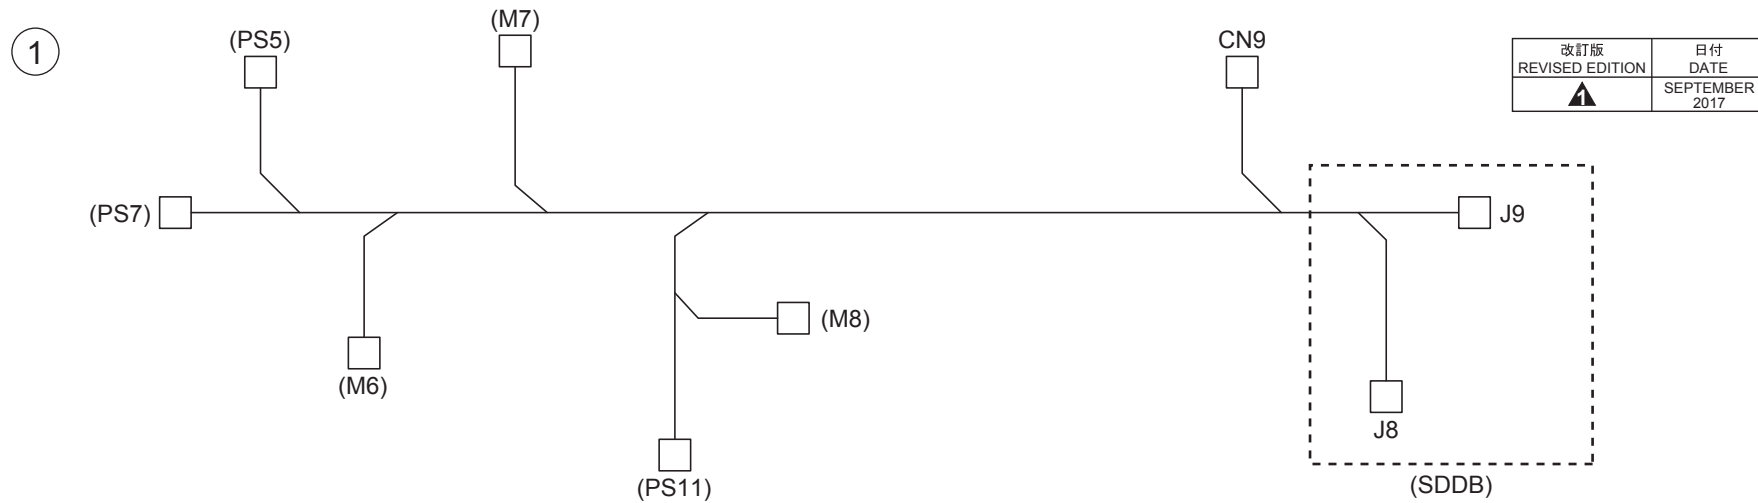 1
(PS5)
(M7)
CN9
改訂版
日付
REVISED EDITION
DATE
1
SEPTEMBER
2017
(PS7)
J9
(M8)
(M6)
J8
(PS11)
(SDDB)